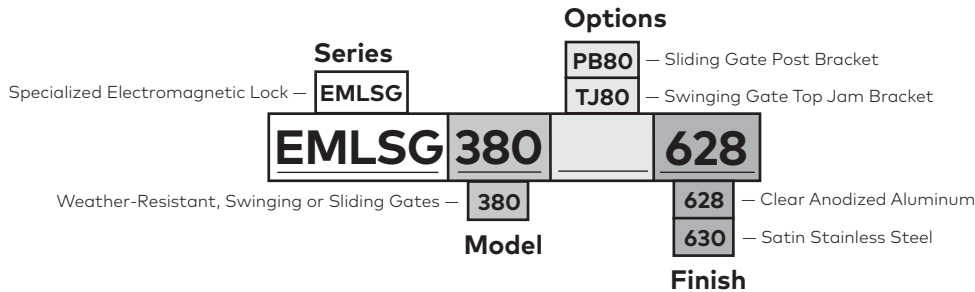 Options
Series
PB80 — Sliding Gate Post Bracket
Specialized Electromagnetic Lock — EMLSG
TJ80 — Swinging Gate Top Jam Bracket
EMLSG 380 628
Weather-Resistant, Swinging or Sliding Gates — 380
628 — Clear Anodized Aluminum
630 — Satin Stainless Steel
Model
Finish